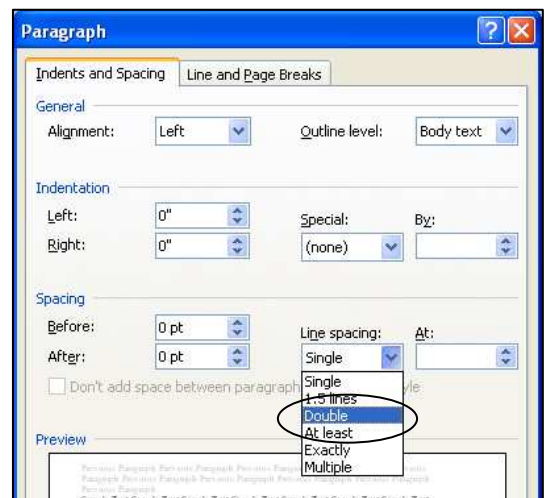 Paragraph
Indents and Spacing Line and Page Breaks
General
Alignment: Left Outline level: Body text
Indentation
Left: 0" Special: By:
Right: 0" (none)
Spacing
Before: 0 pt Line spacing: At:
After: 0 pt Single
Don't add space between paragraph
Single
1.5 lines
Double
At least
Exactly
Multiple
Preview